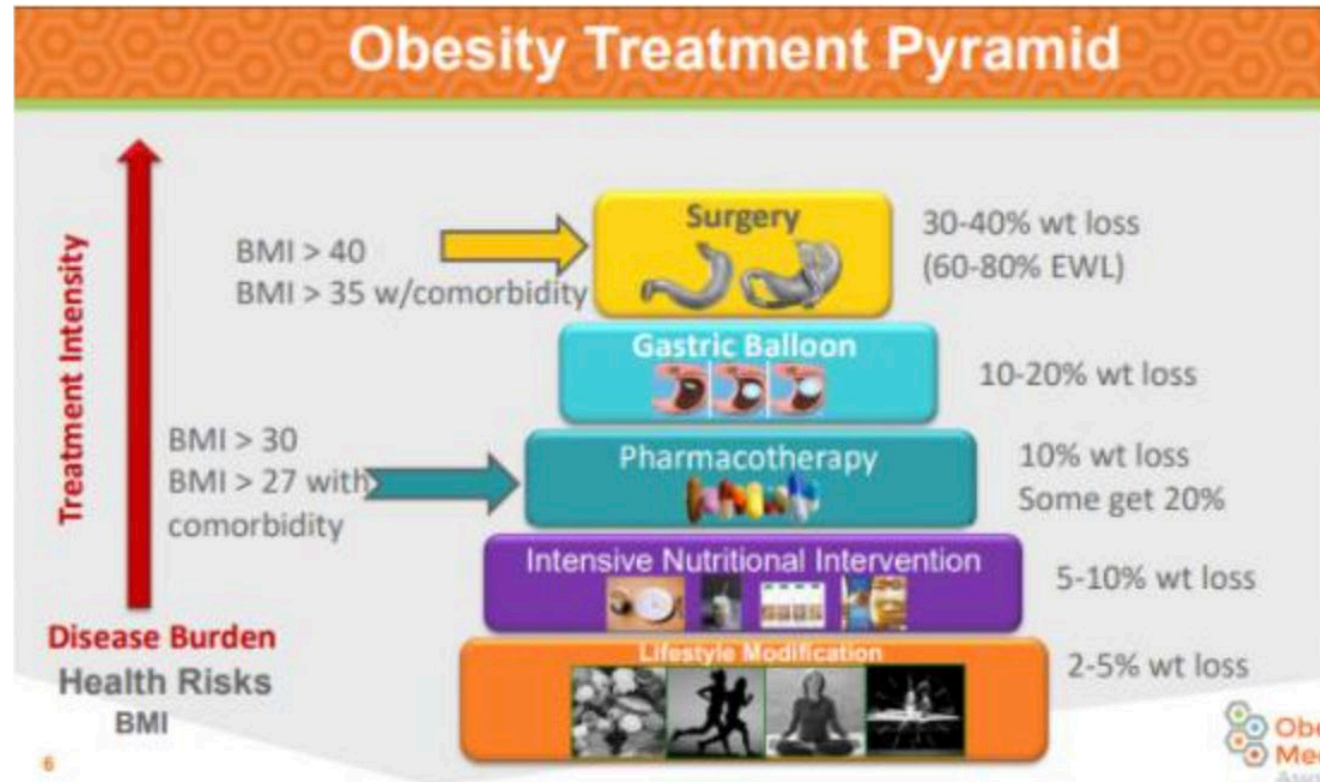 Obesity Treatment Pyramid
Treatment Intensity
BMI > 40
BMI > 35 w/comorbidity
Surgery
30-40% wt loss
(60-80% EWL)
Gastric Balloon
10-20% wt loss
BMI > 30
BMI > 27 with
comorbidity
Pharmacotherapy
10% wt loss
Some get 20%
Intensive Nutritional Intervention
5-10% wt loss
Disease Burden
Health Risks
BMI
Lifestyle Modification
2-5% wt loss
6
Obe
Me